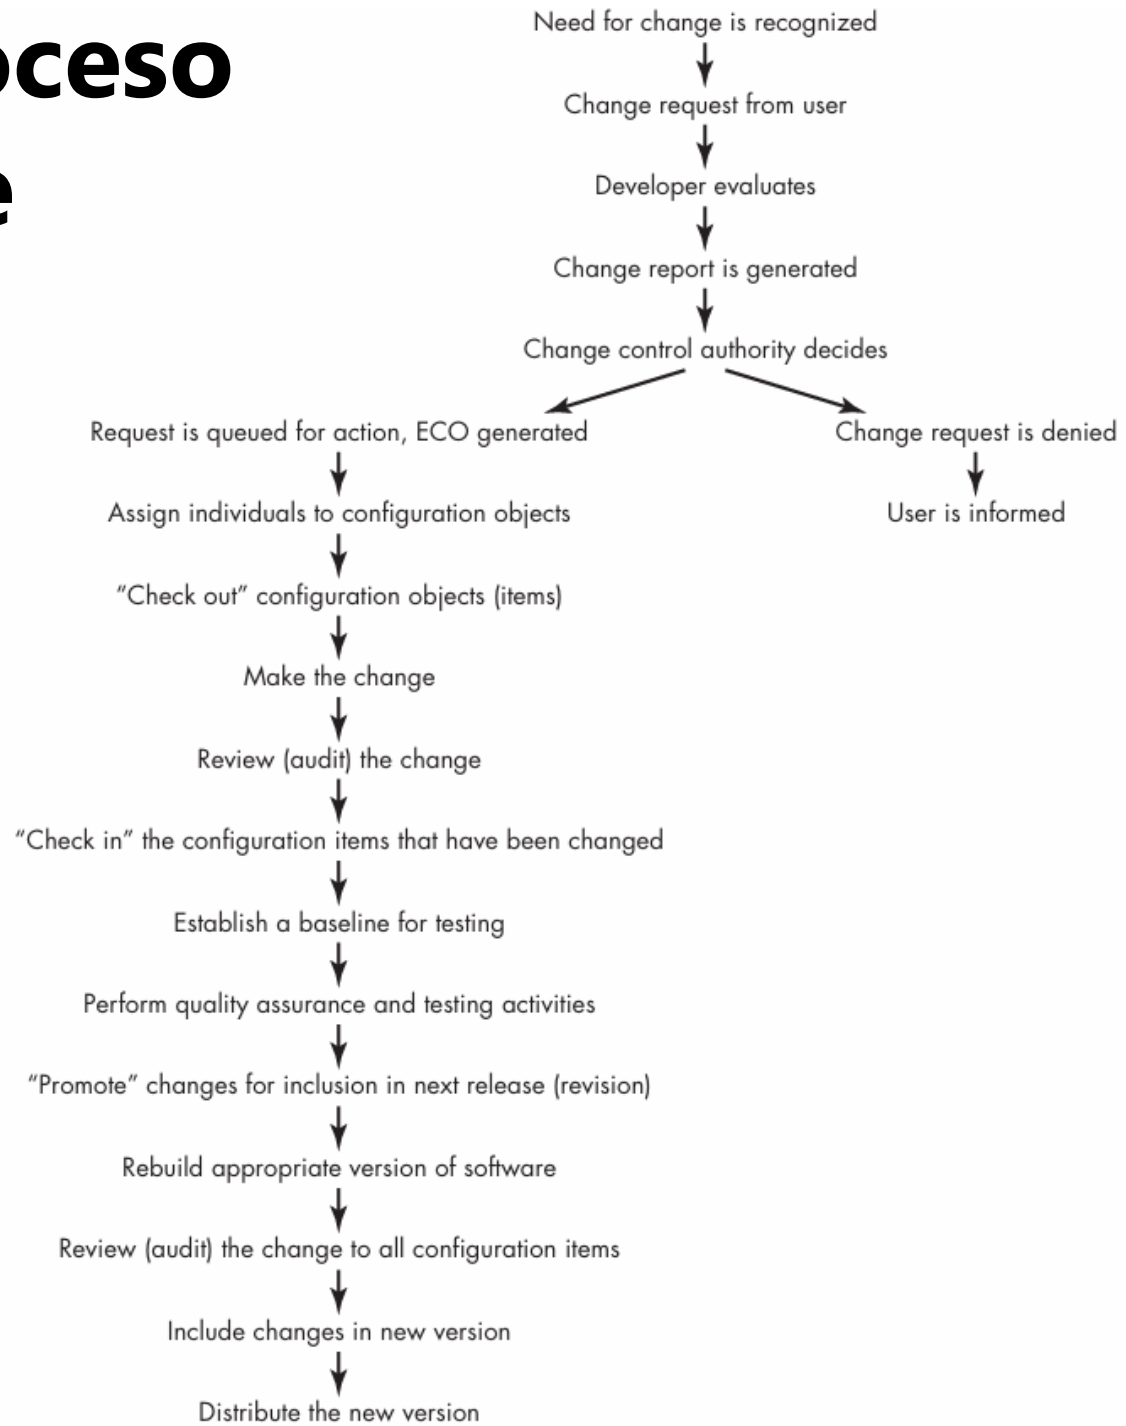 oceso
e
Need for change is recognized
Change request from user
Developer evaluates
Change report is generated
Change control authority decides
Request is queued for action, ECO generated
Change request is denied
Assign individuals to configuration objects
User is informed
“Check out” configuration objects (items)
Make the change
Review (audit) the change
“Check in” the configuration items that have been changed
Establish a baseline for testing
Perform quality assurance and testing activities
“Promote” changes for inclusion in next release (revision)
Rebuild appropriate version of software
Review (audit) the change to all configuration items
Include changes in new version
Distribute the new version